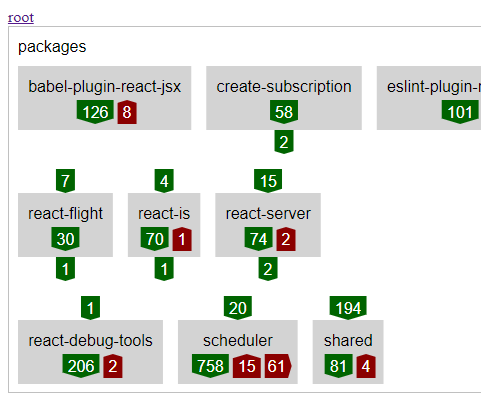 root
packages
babel-plugin-react-jsx create-subscription eslint-plugin-r
126 8 58 101
2
7 4 15
react-flight react-is react-server
30 70 1 74 2
1 1 2
1 20 194
react-debug-tools scheduler shared
206 2 758 15 61 81 4